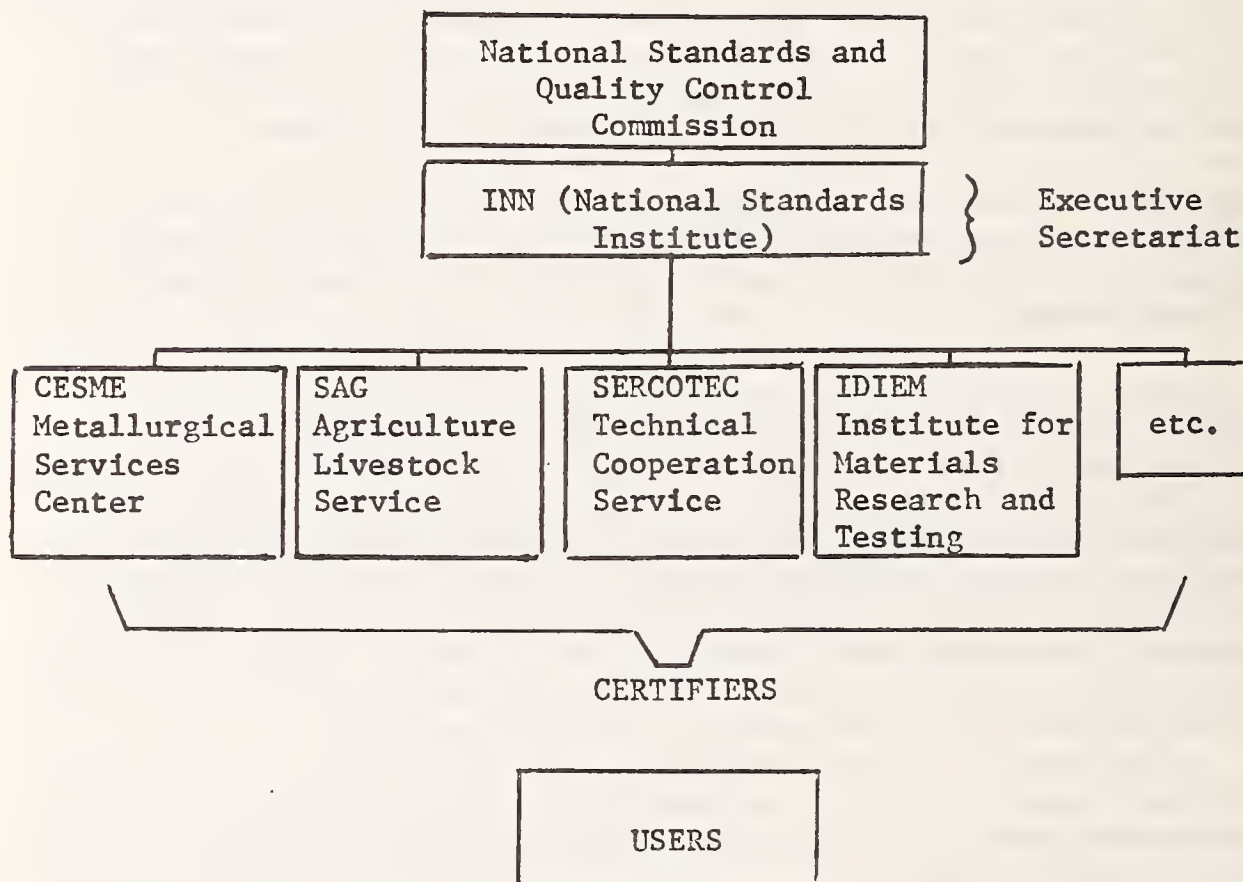 National Standards and
Quality Control
Commission
INN (National Standards
Institute)
Executive
Secretariat
CESME
Metallurgical
Services
Center
SAG
Agriculture
Livestock
Service
SERCOTEC
Technical
Cooperation
Service
IDIEM
Institute for
Materials
Research and
Testing
etc.
CERTIFIERS
USERS